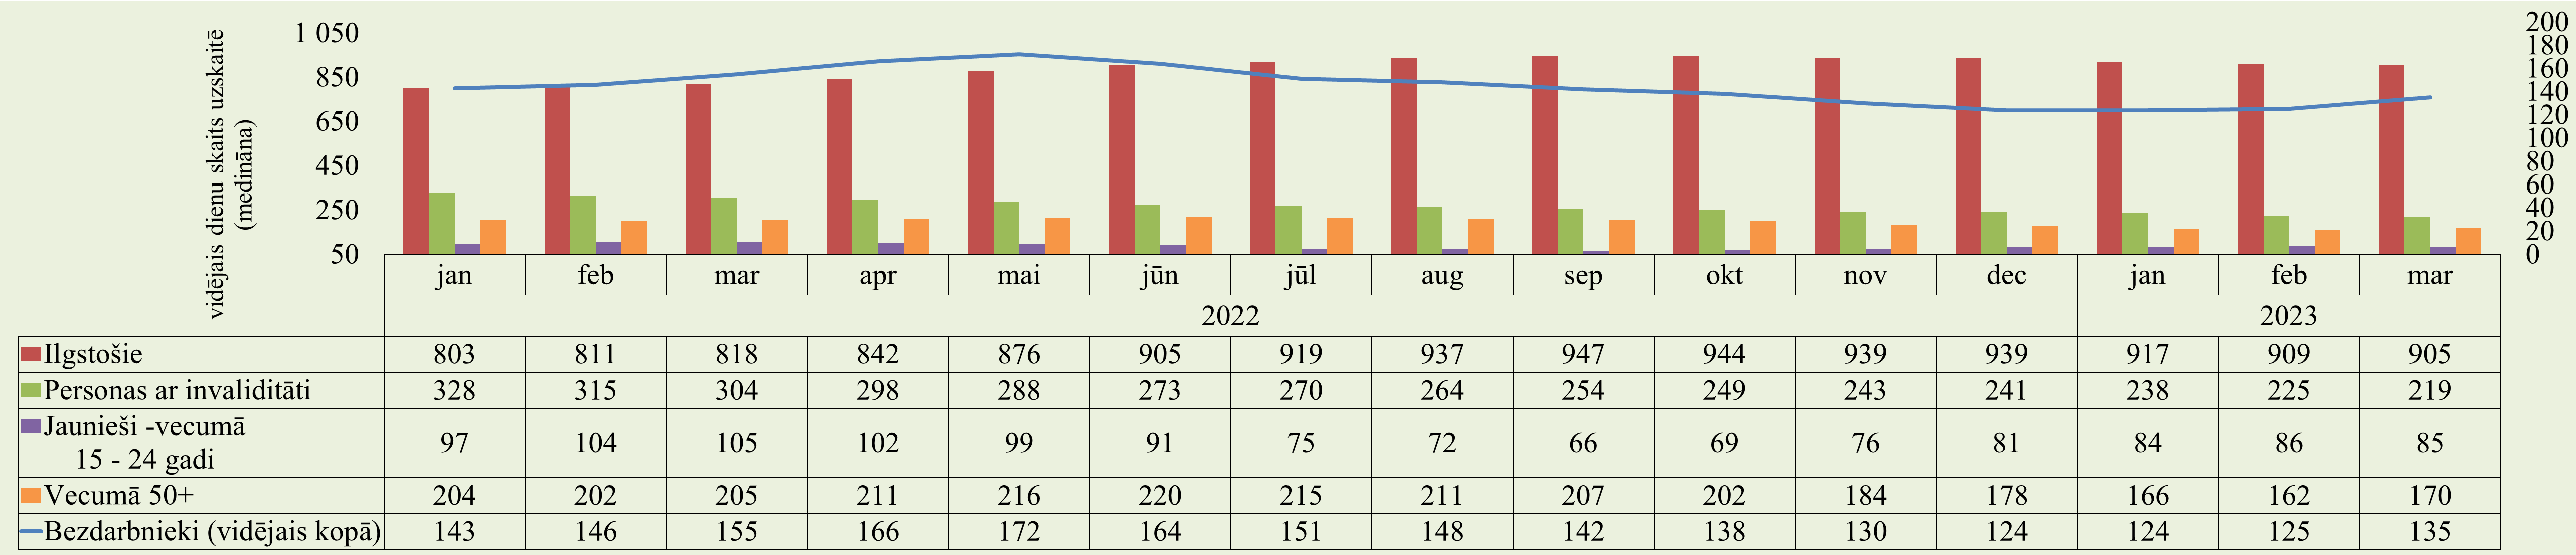 vidējais dienu skaits uzskaitē
(medināna)
1 050
850
650
450
250
50
200
180
160
140
120
100
80
60
40
20
0
jan feb mar apr mai jūn jūl aug sep okt nov dec jan feb mar
2022 2023
Ilgstošie 803 811 818 842 876 905 919 937 947 944 939 939 917 909 905
Personas ar invaliditāti 328 315 304 298 288 273 270 264 254 249 243 241 238 225 219
Jaunieši -vecumā
15 - 24 gadi 97 104 105 102 99 91 75 72 66 69 76 81 84 86 85
Vecumā 50+ 204 202 205 211 216 220 215 211 207 202 184 178 166 162 170
Bezdarbnieki (vidējais kopā) 143 146 155 166 172 164 151 148 142 138 130 124 124 125 135